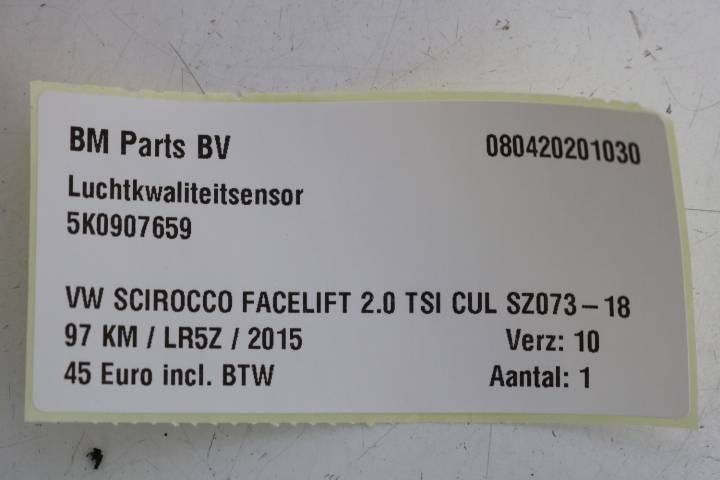 BM Parts BV 080420201030
Luchtkwaliteitsensor
5K0907659
VW SCIROCCO FACELIFT 2.0 TSI CUL SZ073-18
97 KM / LR5Z / 2015 Verz: 10
45 Euro incl. BTW Aantal: 1